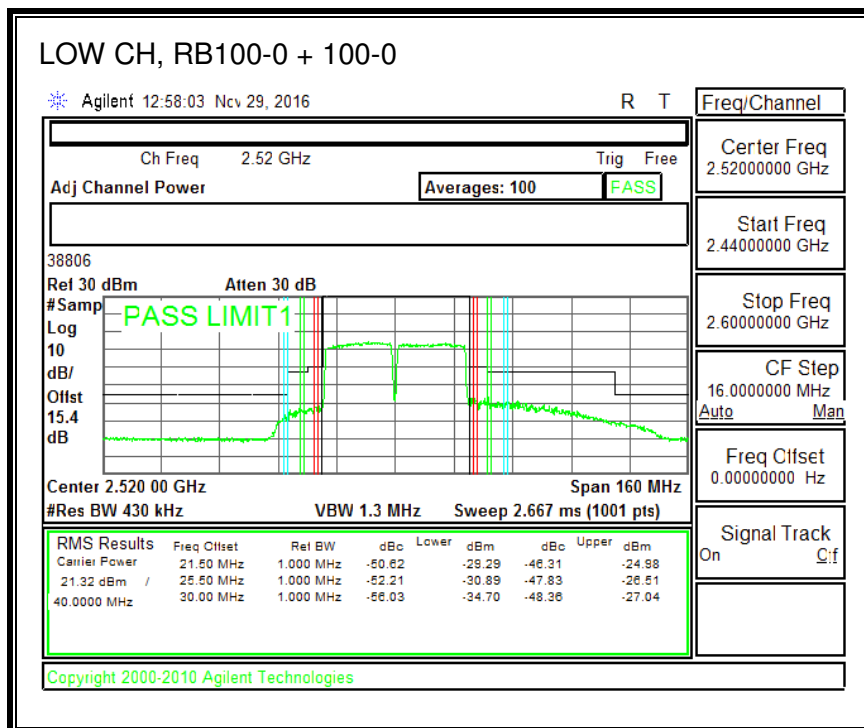 LOW CH, RB100-0 + 100-0
Agilent 12:58:03 Nov 29, 2016 R T
Freq/Channel
Ch Freq 2.52 GHz Trig Free
Adj Channel Power Averages: 100 PASS
Center Freq
2.52000000 GHz
Start Freq
2.44000000 GHz
38806
Ref 30 dBm Atten 30 dB
#Samp
Log
10
dB/
Offst
15.4
dB
PASS LIMIT1
Stop Freq
2.60000000 GHz
CF Step
16.0000000 MHz
Auto Man
Freq Offset
0.00000000 Hz
Center 2.520 00 GHz Span 160 MHz
#Res BW 430 kHz VBW 1.3 MHz Sweep 2.667 ms (1001 pts)
Signal Track
On Off
RMS Results Freq Offset Ref BW dBc Lower dBm dBc Upper dBm
Carrier Power 21.50 MHz 1.000 MHz -50.62 -29.29 -46.31 -24.98
21.32 dBm / 25.50 MHz 1.000 MHz -52.21 -30.89 -47.83 -26.51
40.0000 MHz 30.00 MHz 1.000 MHz -56.03 -34.70 -48.36 -27.04
Copyright 2000-2010 Agilent Technologies